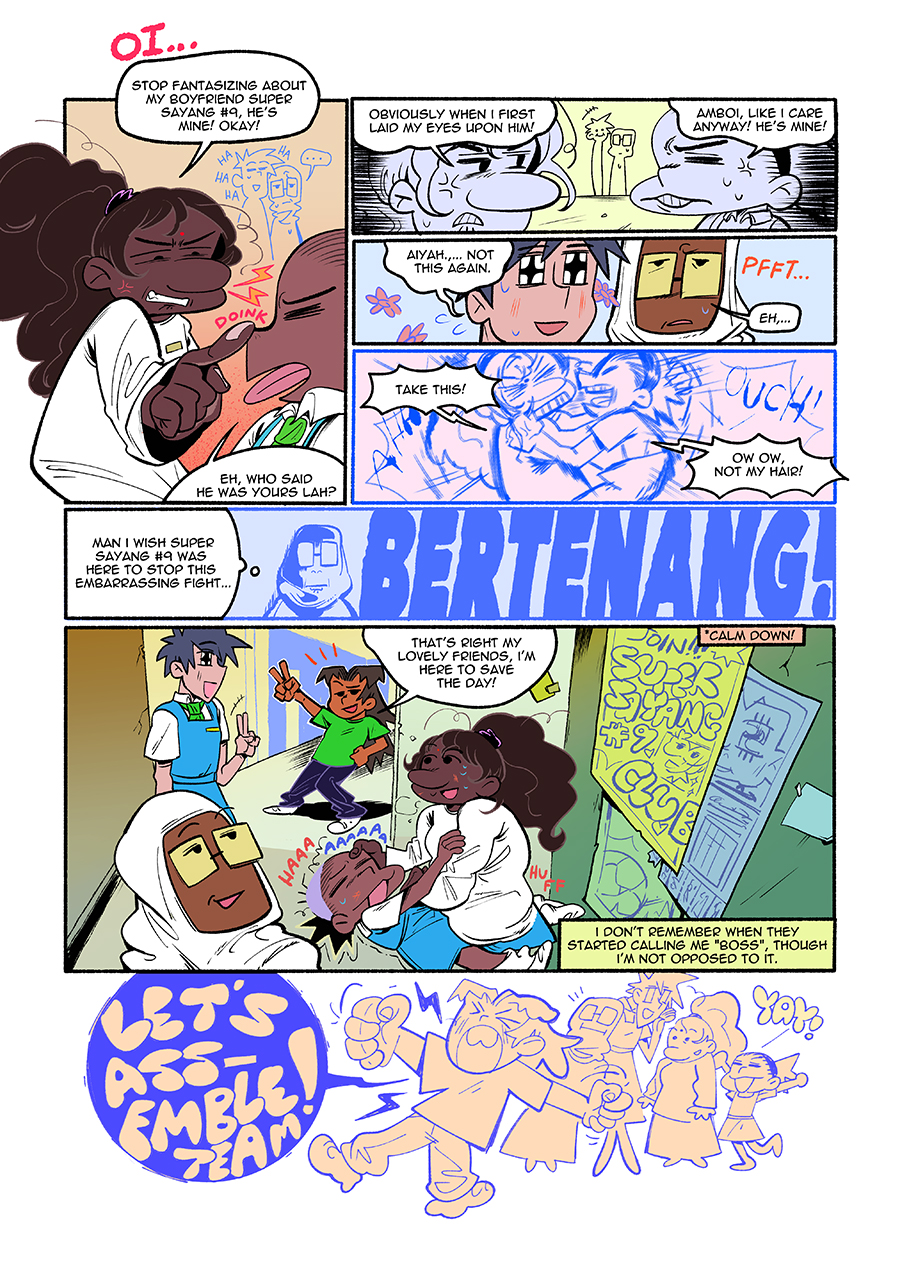 OI...
STOP FANTASIZING ABOUT
MY BOYFRIEND SUPER
SAYANG #9, HE'S
MINE! OKAY!
HA
HA
HA
HA
HA
...
DOINK
EH, WHO SAID
HE WAS YOURS LAH?
OBVIOUSLY WHEN I FIRST
LAID MY EYES UPON HIM!
AMBOI, LIKE I CARE
ANYWAY! HE'S MINE!
AIYAH.,... NOT
THIS AGAIN.
PFFT...
EH,...
TAKE THIS!
OUCH!
OW OW,
NOT MY HAIR!
MAN I WISH SUPER
SAYANG #9 WAS
HERE TO STOP THIS
EMBARRASSING FIGHT...
BERTENANG!
*CALM DOWN!
THAT'S RIGHT MY
LOVELY FRIENDS, I'M
HERE TO SAVE
THE DAY!
JOIN!!
SUPER
SAYANG
#9
CLUB
WAAA
AAAAA
HU
FF
I DON'T REMEMBER WHEN THEY
STARTED CALLING ME "BOSS", THOUGH
I'M NOT OPPOSED TO IT.
LET'S
ASS-
EMBLE
TEAM!
YAY!